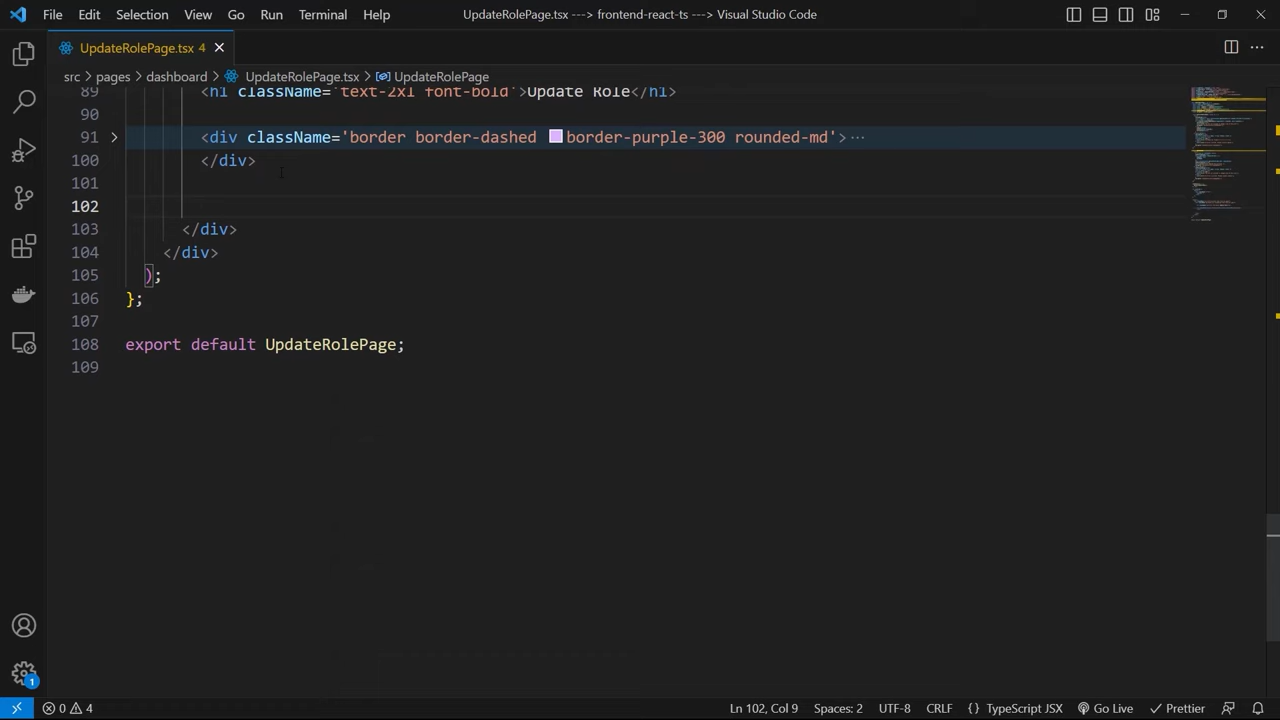 File Edit Selection View Go Run Terminal Help
UpdateRolePage.tsx ---> frontend-react-ts ---> Visual Studio Code
UpdateRolePage.tsx 4
src > pages > dashboard > UpdateRolePage.tsx > UpdateRolePage
89 <h1 className='text-2xl font-bold'>Update Role</h1>
90
91 <div className='border border-dashed border-purple-300 rounded-md'>···
100 </div>
101
102
103 </div>
104 </div>
105 );
106 };
107
108 export default UpdateRolePage;
109
1
0 4 Ln 102, Col 9 Spaces: 2 UTF-8 CRLF {} TypeScript JSX Go Live Prettier